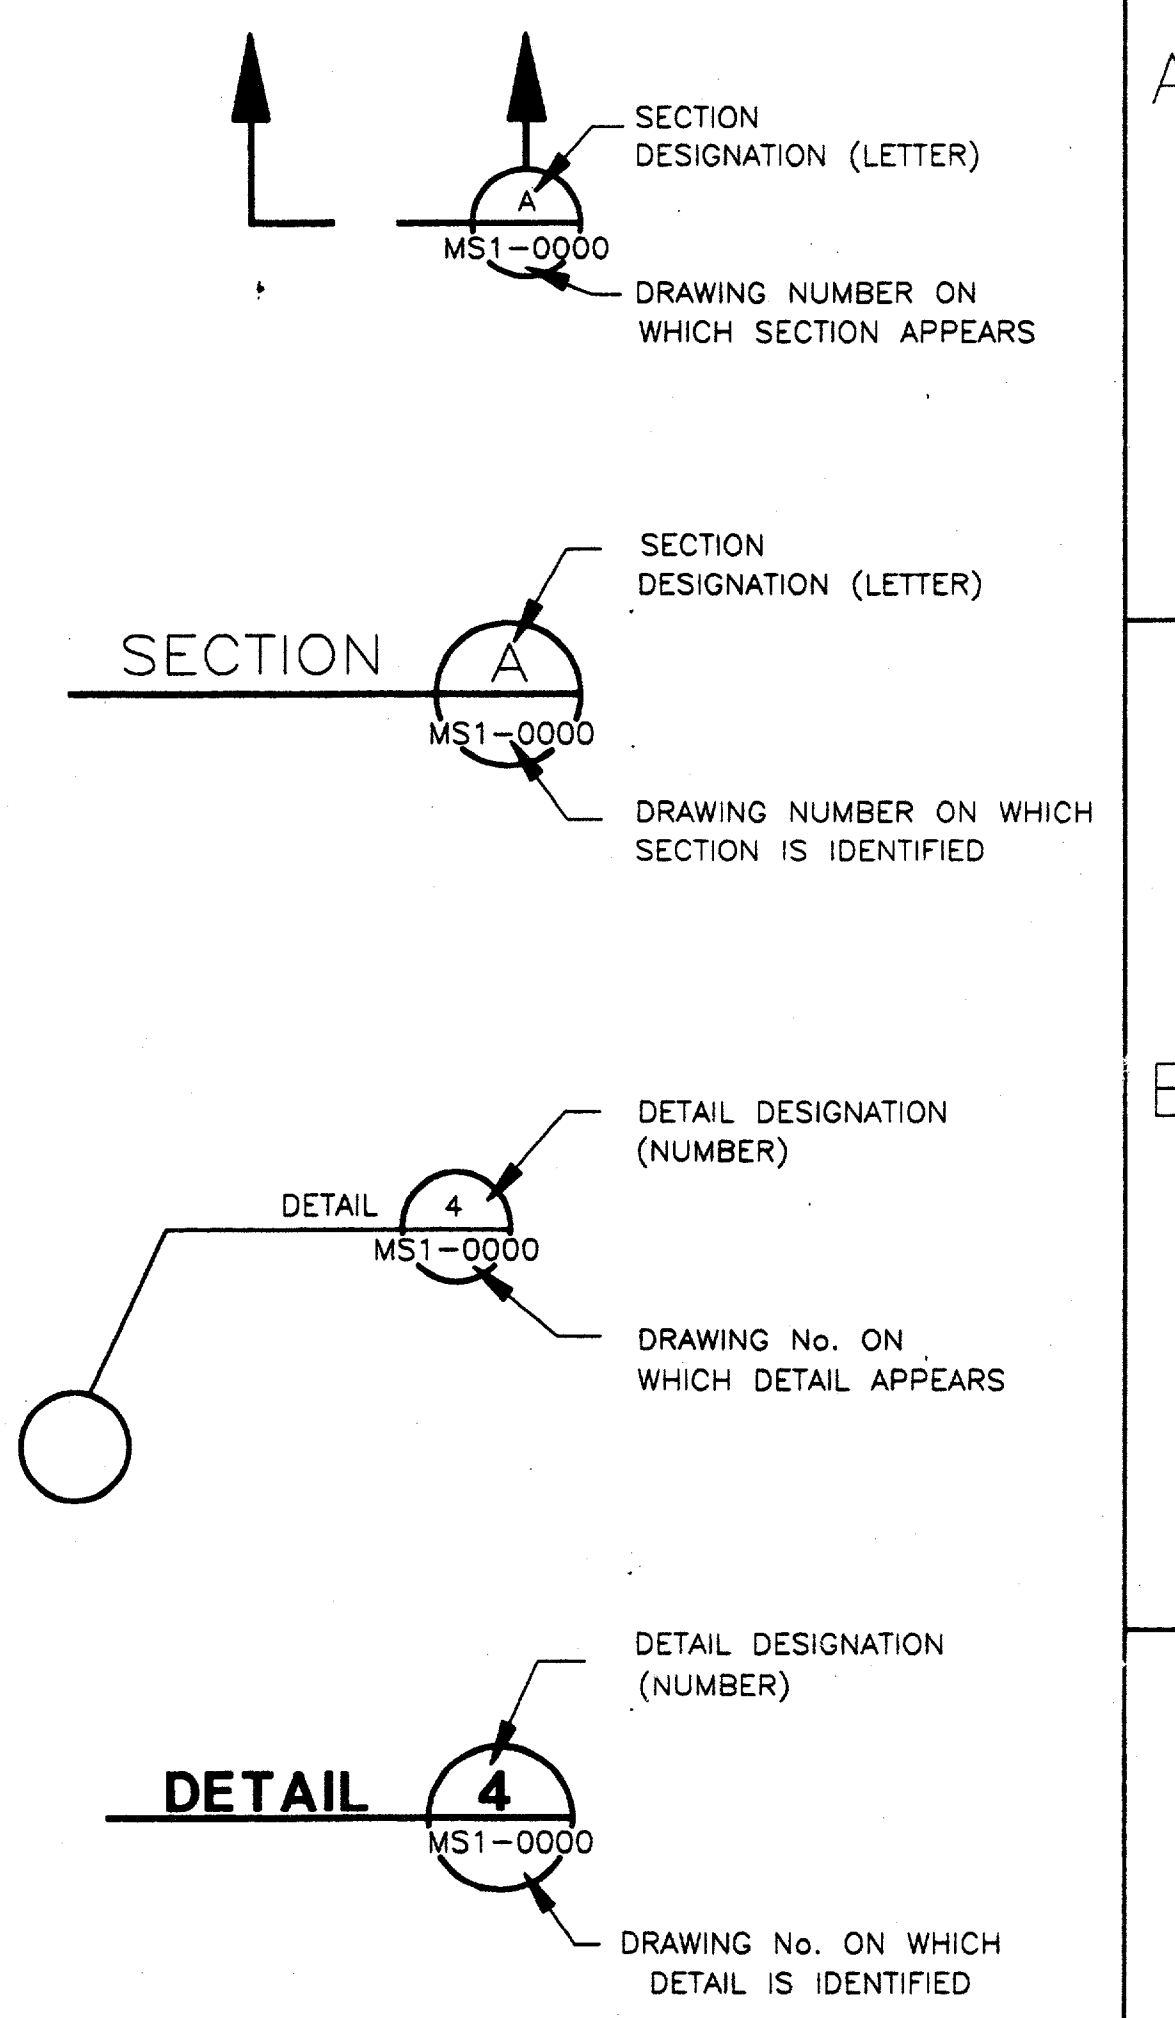 SECTION
DESIGNATION (LETTER)
A
MS1-0000
DRAWING NUMBER ON
WHICH SECTION APPEARS
SECTION
DESIGNATION (LETTER)
SECTION
A
MS1-0000
DRAWING NUMBER ON WHICH
SECTION IS IDENTIFIED
DETAIL DESIGNATION
(NUMBER)
DETAIL
4
MS1-0000
DRAWING No. ON
WHICH DETAIL APPEARS
DETAIL DESIGNATION
(NUMBER)
DETAIL
4
MS1-0000
DRAWING No. ON WHICH
DETAIL IS IDENTIFIED